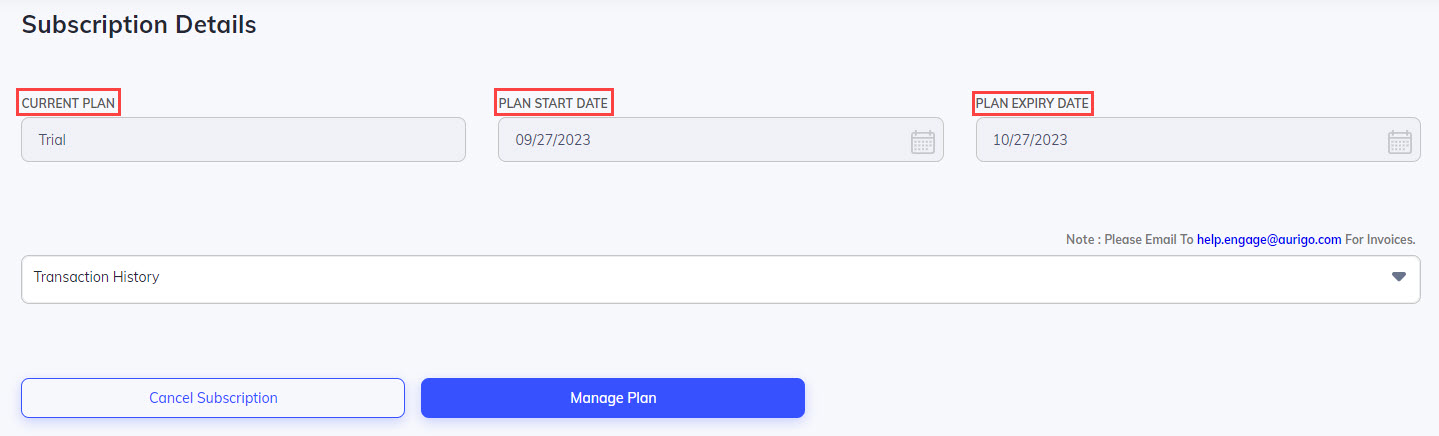 Subscription Details
CURRENT PLAN
PLAN START DATE
PLAN EXPIRY DATE
Trial
09/27/2023
10/27/2023
Note : Please Email To help.engage@aurigo.com For Invoices.
Transaction History
Cancel Subscription
Manage Plan